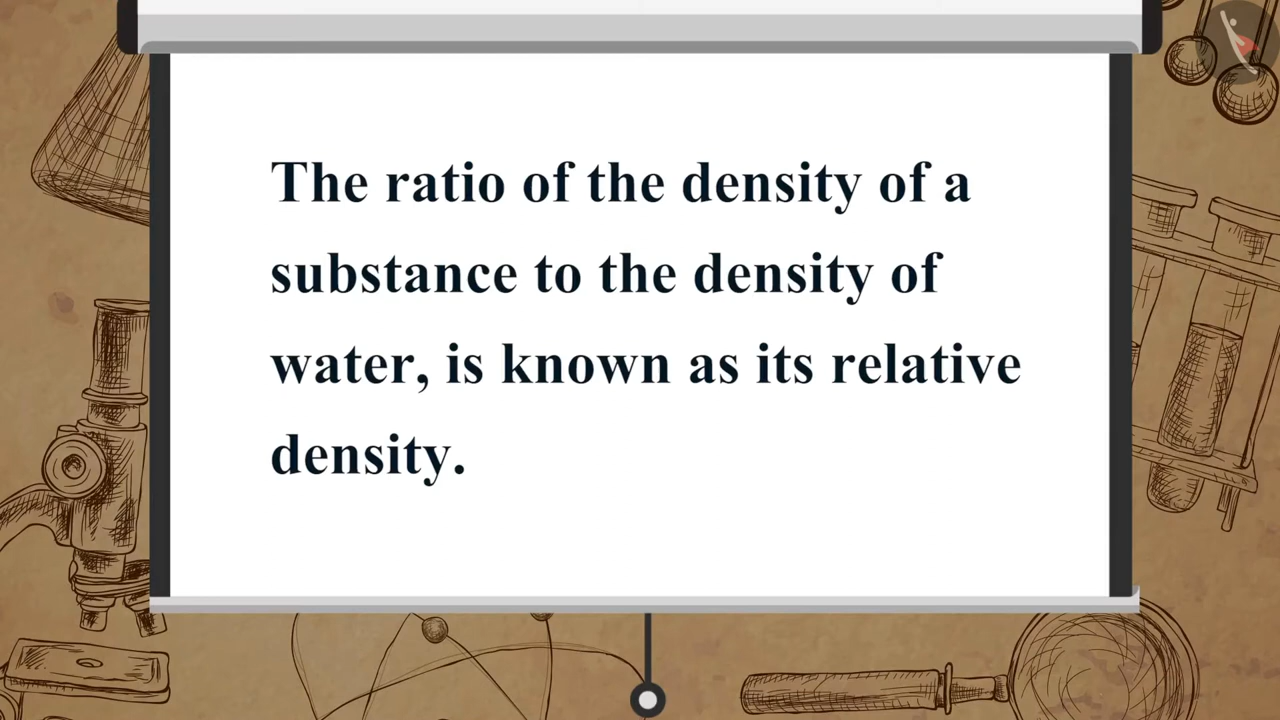 The ratio of the density of a
substance to the density of
water, is known as its relative
density.